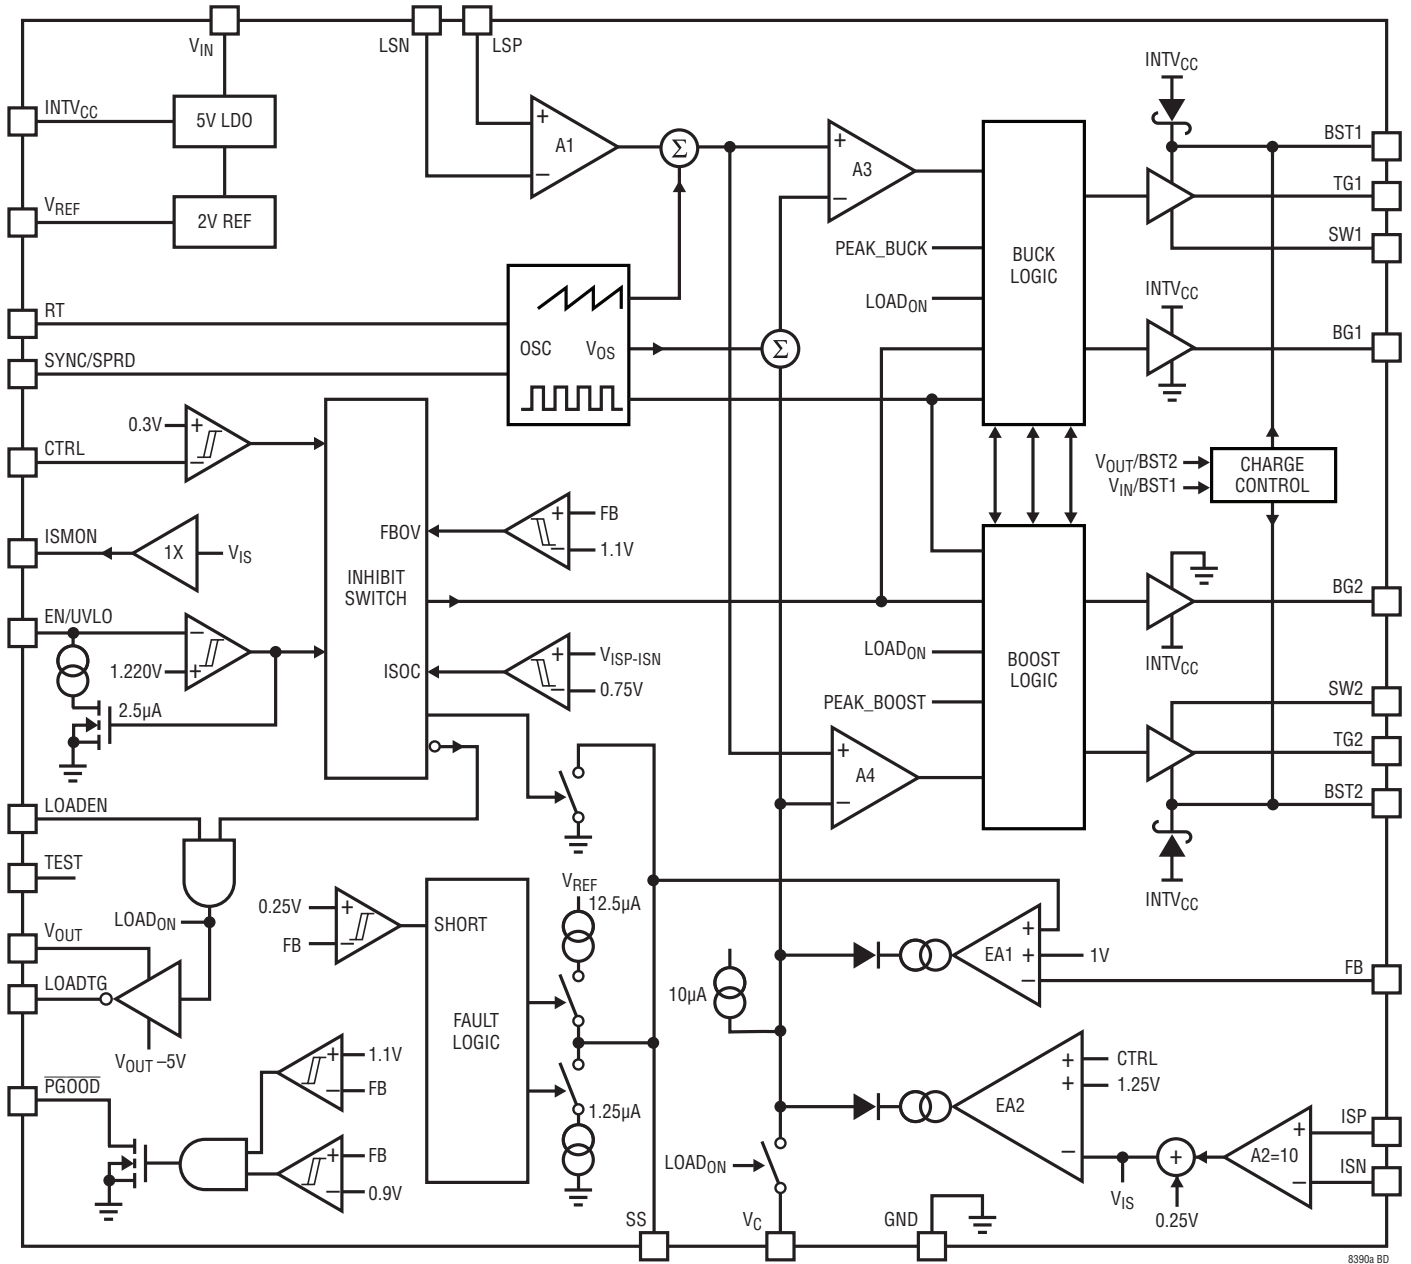 VIN
LSN
LSP
INTVCC
INTVCC
5V LDO
A1
Σ
A3
BST1
TG1
VREF
2V REF
SW1
PEAK_BUCK
BUCK
LOGIC
LOADON
INTVCC
RT
BG1
OSC
VOS
Σ
SYNC/SPRD
0.3V
CTRL
VOUT/BST2
VIN/BST1
CHARGE
CONTROL
FBOV
FB
1.1V
ISMON
1X
VIS
INHIBIT
SWITCH
BG2
EN/UVLO
1.220V
ISOC
VISP-ISN
0.75V
LOADON
BOOST
LOGIC
INTVCC
SW2
2.5µA
PEAK_BOOST
TG2
A4
BST2
LOADEN
TEST
VREF
12.5µA
INTVCC
0.25V
FB
SHORT
LOADON
VOUT
LOADTG
VOUT –5V
FAULT
LOGIC
10µA
EA1
1V
FB
PGOOD
1.1V
FB
1.25µA
EA2
CTRL
1.25V
FB
0.9V
LOADON
ISP
A2=10
ISN
+
VIS
0.25V
SS
VC
GND
8390a BD